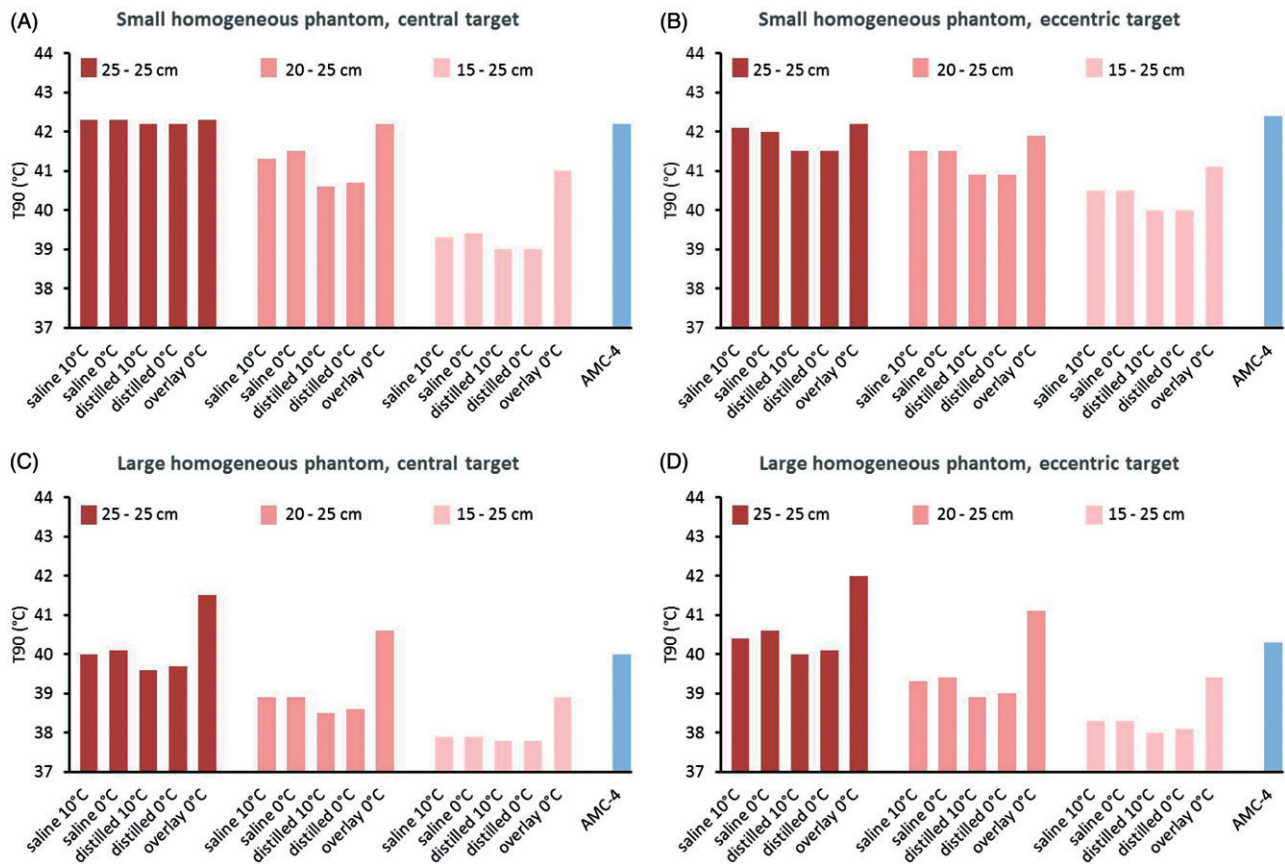 (A) Small homogeneous phantom, central target
44
43
42
41
40
39
38
37
T90 (°C)
25 - 25 cm 20 - 25 cm 15 - 25 cm
saline 10°C saline 0°C distilled 10°C distilled 0°C overlay 0°C saline 10°C saline 0°C distilled 10°C distilled 0°C overlay 0°C saline 10°C saline 0°C distilled 10°C distilled 0°C overlay 0°C AMC-4
(B) Small homogeneous phantom, eccentric target
44
43
42
41
40
39
38
37
T90 (°C)
25 - 25 cm 20 - 25 cm 15 - 25 cm
saline 10°C saline 0°C distilled 10°C distilled 0°C overlay 0°C saline 10°C saline 0°C distilled 10°C distilled 0°C overlay 0°C saline 10°C saline 0°C distilled 10°C distilled 0°C overlay 0°C AMC-4
(C) Large homogeneous phantom, central target
44
43
42
41
40
39
38
37
T90 (°C)
25 - 25 cm 20 - 25 cm 15 - 25 cm
saline 10°C saline 0°C distilled 10°C distilled 0°C overlay 0°C saline 10°C saline 0°C distilled 10°C distilled 0°C overlay 0°C saline 10°C saline 0°C distilled 10°C distilled 0°C overlay 0°C AMC-4
(D) Large homogeneous phantom, eccentric target
44
43
42
41
40
39
38
37
T90 (°C)
25 - 25 cm 20 - 25 cm 15 - 25 cm
saline 10°C saline 0°C distilled 10°C distilled 0°C overlay 0°C saline 10°C saline 0°C distilled 10°C distilled 0°C overlay 0°C saline 10°C saline 0°C distilled 10°C distilled 0°C overlay 0°C AMC-4